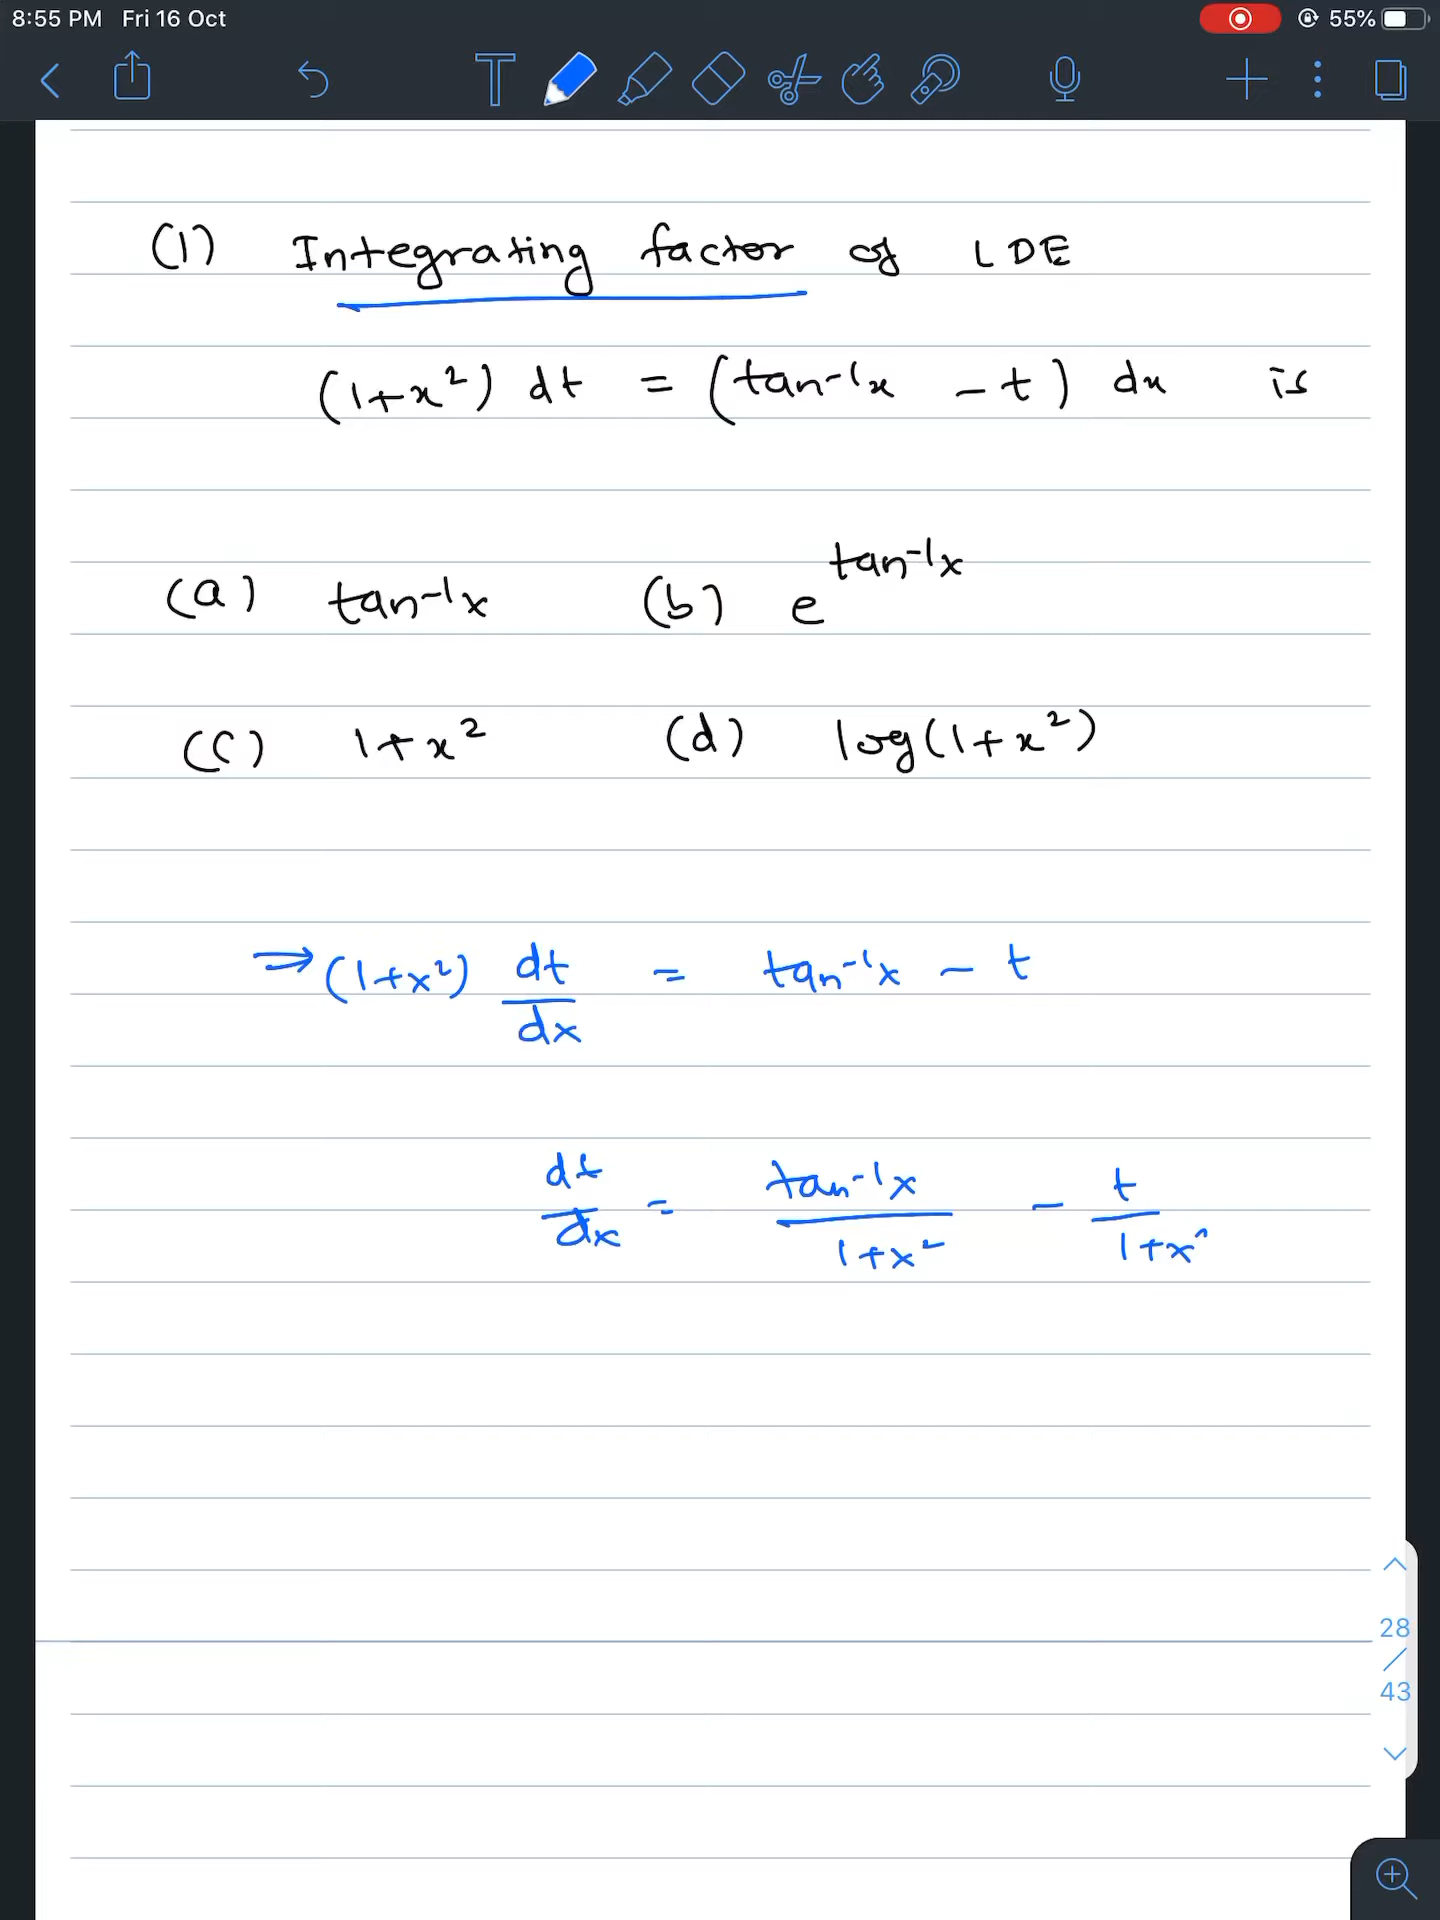 8:55 PM Fri 16 Oct 55%
(1) Integrating factor of LDE
(1+x²) dt = (tan⁻¹x - t) dx is
(a) tan⁻¹x (b) e^tan⁻¹x
(c) 1+x² (d) log(1+x²)
⇒ (1+x²) dt/dx = tan⁻¹x - t
dt/dx = tan⁻¹x/1+x² - t/1+x²
28
/
43